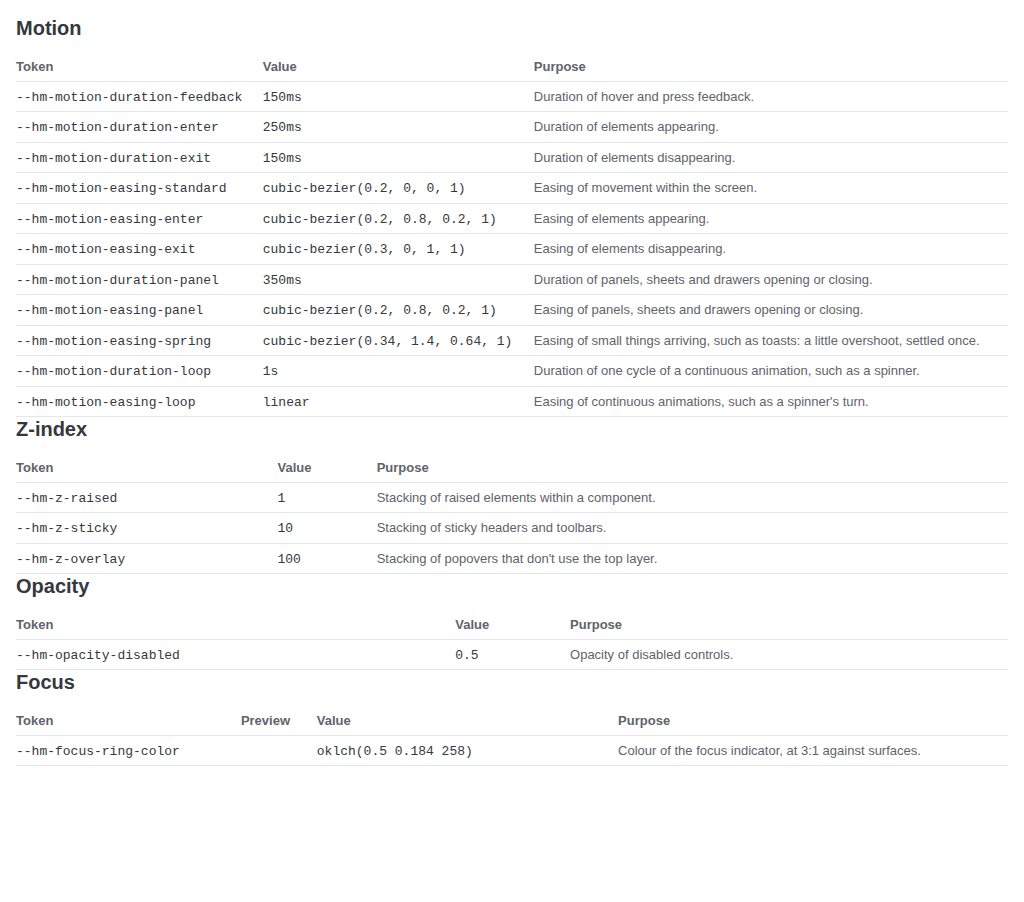 Motion
Token Value Purpose
--hm-motion-duration-feedback 150ms Duration of hover and press feedback.
--hm-motion-duration-enter 250ms Duration of elements appearing.
--hm-motion-duration-exit 150ms Duration of elements disappearing.
--hm-motion-easing-standard cubic-bezier(0.2, 0, 0, 1) Easing of movement within the screen.
--hm-motion-easing-enter cubic-bezier(0.2, 0.8, 0.2, 1) Easing of elements appearing.
--hm-motion-easing-exit cubic-bezier(0.3, 0, 1, 1) Easing of elements disappearing.
--hm-motion-duration-panel 350ms Duration of panels, sheets and drawers opening or closing.
--hm-motion-easing-panel cubic-bezier(0.2, 0.8, 0.2, 1) Easing of panels, sheets and drawers opening or closing.
--hm-motion-easing-spring cubic-bezier(0.34, 1.4, 0.64, 1) Easing of small things arriving, such as toasts: a little overshoot, settled once.
--hm-motion-duration-loop 1s Duration of one cycle of a continuous animation, such as a spinner.
--hm-motion-easing-loop linear Easing of continuous animations, such as a spinner's turn.
Z-index
Token Value Purpose
--hm-z-raised 1 Stacking of raised elements within a component.
--hm-z-sticky 10 Stacking of sticky headers and toolbars.
--hm-z-overlay 100 Stacking of popovers that don't use the top layer.
Opacity
Token Value Purpose
--hm-opacity-disabled 0.5 Opacity of disabled controls.
Focus
Token Preview Value Purpose
--hm-focus-ring-color oklch(0.5 0.184 258) Colour of the focus indicator, at 3:1 against surfaces.